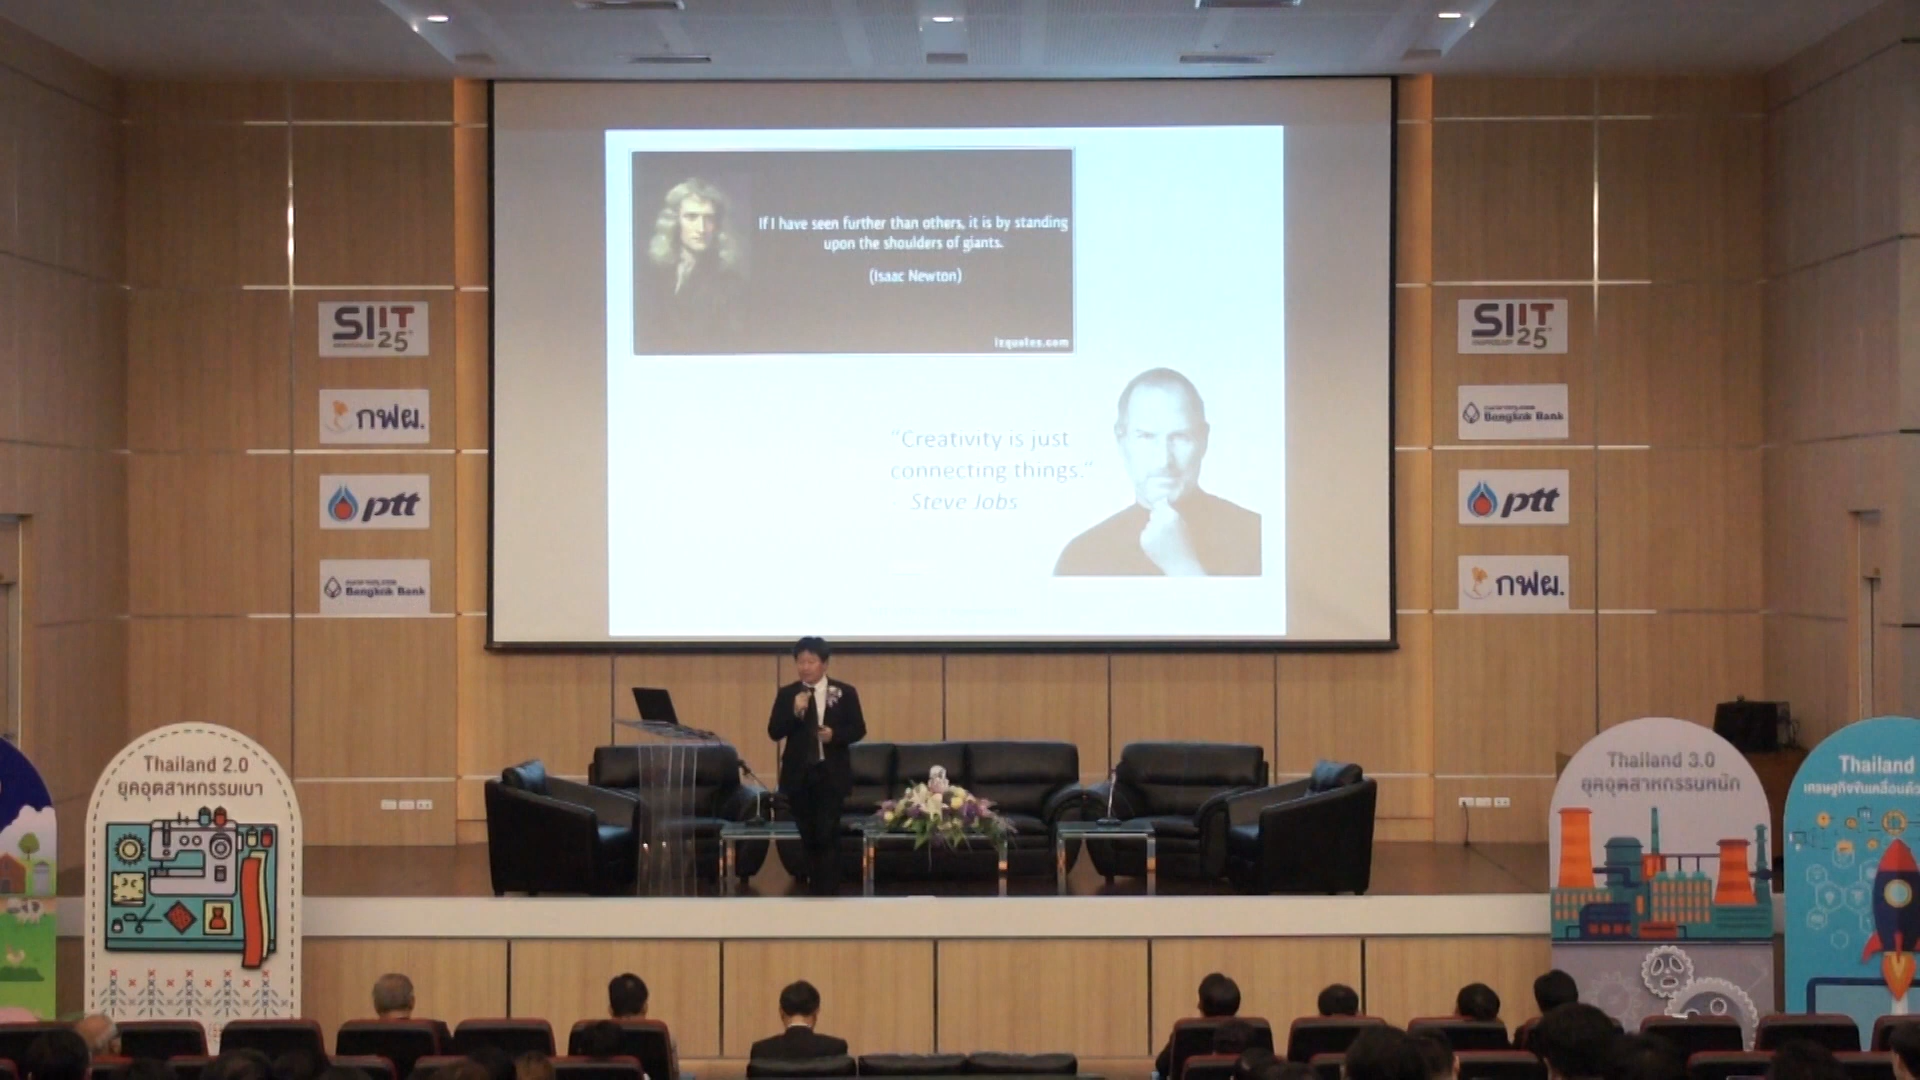 If I have seen further than others, it is by standing
upon the shoulders of giants.
(Isaac Newton)
izquotes.com
"Creativity is just
connecting things."
- Steve Jobs
SIIT
25
กฟผ.
ptt
Bangkok Bank
SIIT
25
Bangkok Bank
ptt
กฟผ.
Thailand 2.0
ยุคอุตสาหกรรมเบา
Thailand 3.0
ยุคอุตสาหกรรมหนัก
Thailand